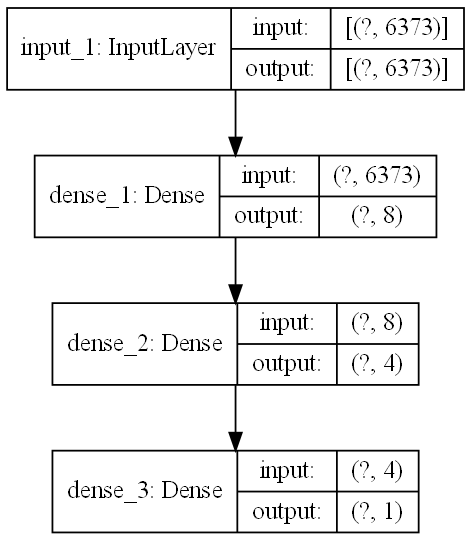 input_1: InputLayer
input: [(?, 6373)]
output: [(?, 6373)]
dense_1: Dense
input: (?, 6373)
output: (?, 8)
dense_2: Dense
input: (?, 8)
output: (?, 4)
dense_3: Dense
input: (?, 4)
output: (?, 1)